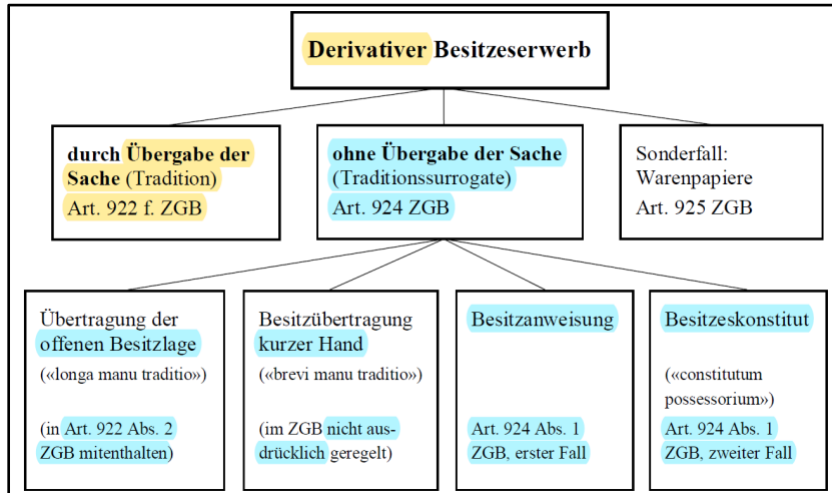 Derivativer Besitzeserwerb
durch Übergabe der
Sache (Tradition)
Art. 922 f. ZGB
ohne Übergabe der Sache
(Traditionssurrogate)
Art. 924 ZGB
Sonderfall:
Warenpapiere
Art. 925 ZGB
Übertragung der
offenen Besitzlage
(«longa manu traditio»)
(in Art. 922 Abs. 2
ZGB mitenthalten)
Besitzübertragung
kurzer Hand
(«brevi manu traditio»)
(im ZGB nicht aus-
drücklich geregelt)
Besitzanweisung
Art. 924 Abs. 1
ZGB, erster Fall
Besitzeskonstitut
(«constitutum
possessorium»)
Art. 924 Abs. 1
ZGB, zweiter Fall